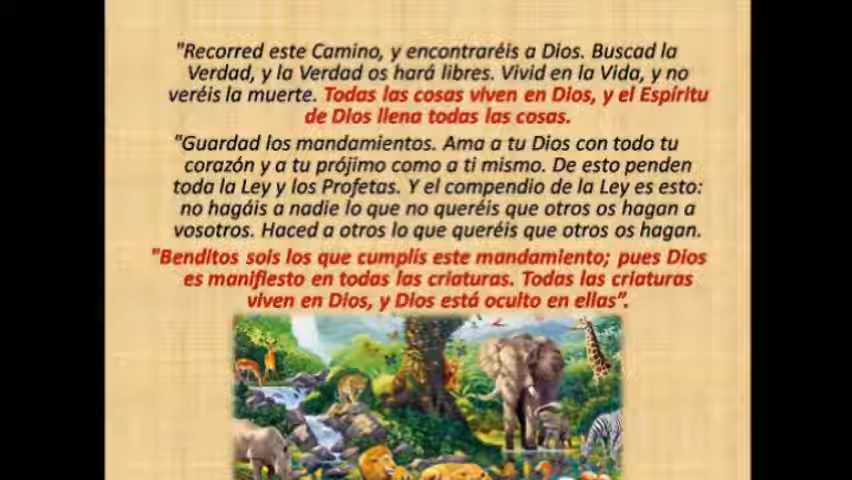 "Recorred este Camino, y encontraréis a Dios. Buscad la
Verdad, y la Verdad os hará libres. Vivid en la Vida, y no
veréis la muerte. Todas las cosas viven en Dios, y el Espíritu
de Dios llena todas las cosas.
"Guardad los mandamientos. Ama a tu Dios con todo tu
corazón y a tu prójimo como a ti mismo. De esto penden
toda la Ley y los Profetas. Y el compendio de la Ley es esto:
no hagáis a nadie lo que no queréis que otros os hagan a
vosotros. Haced a otros lo que queréis que otros os hagan.
"Benditos sois los que cumplís este mandamiento; pues Dios
es manifiesto en todas las criaturas. Todas las criaturas
viven en Dios, y Dios está oculto en ellas”.